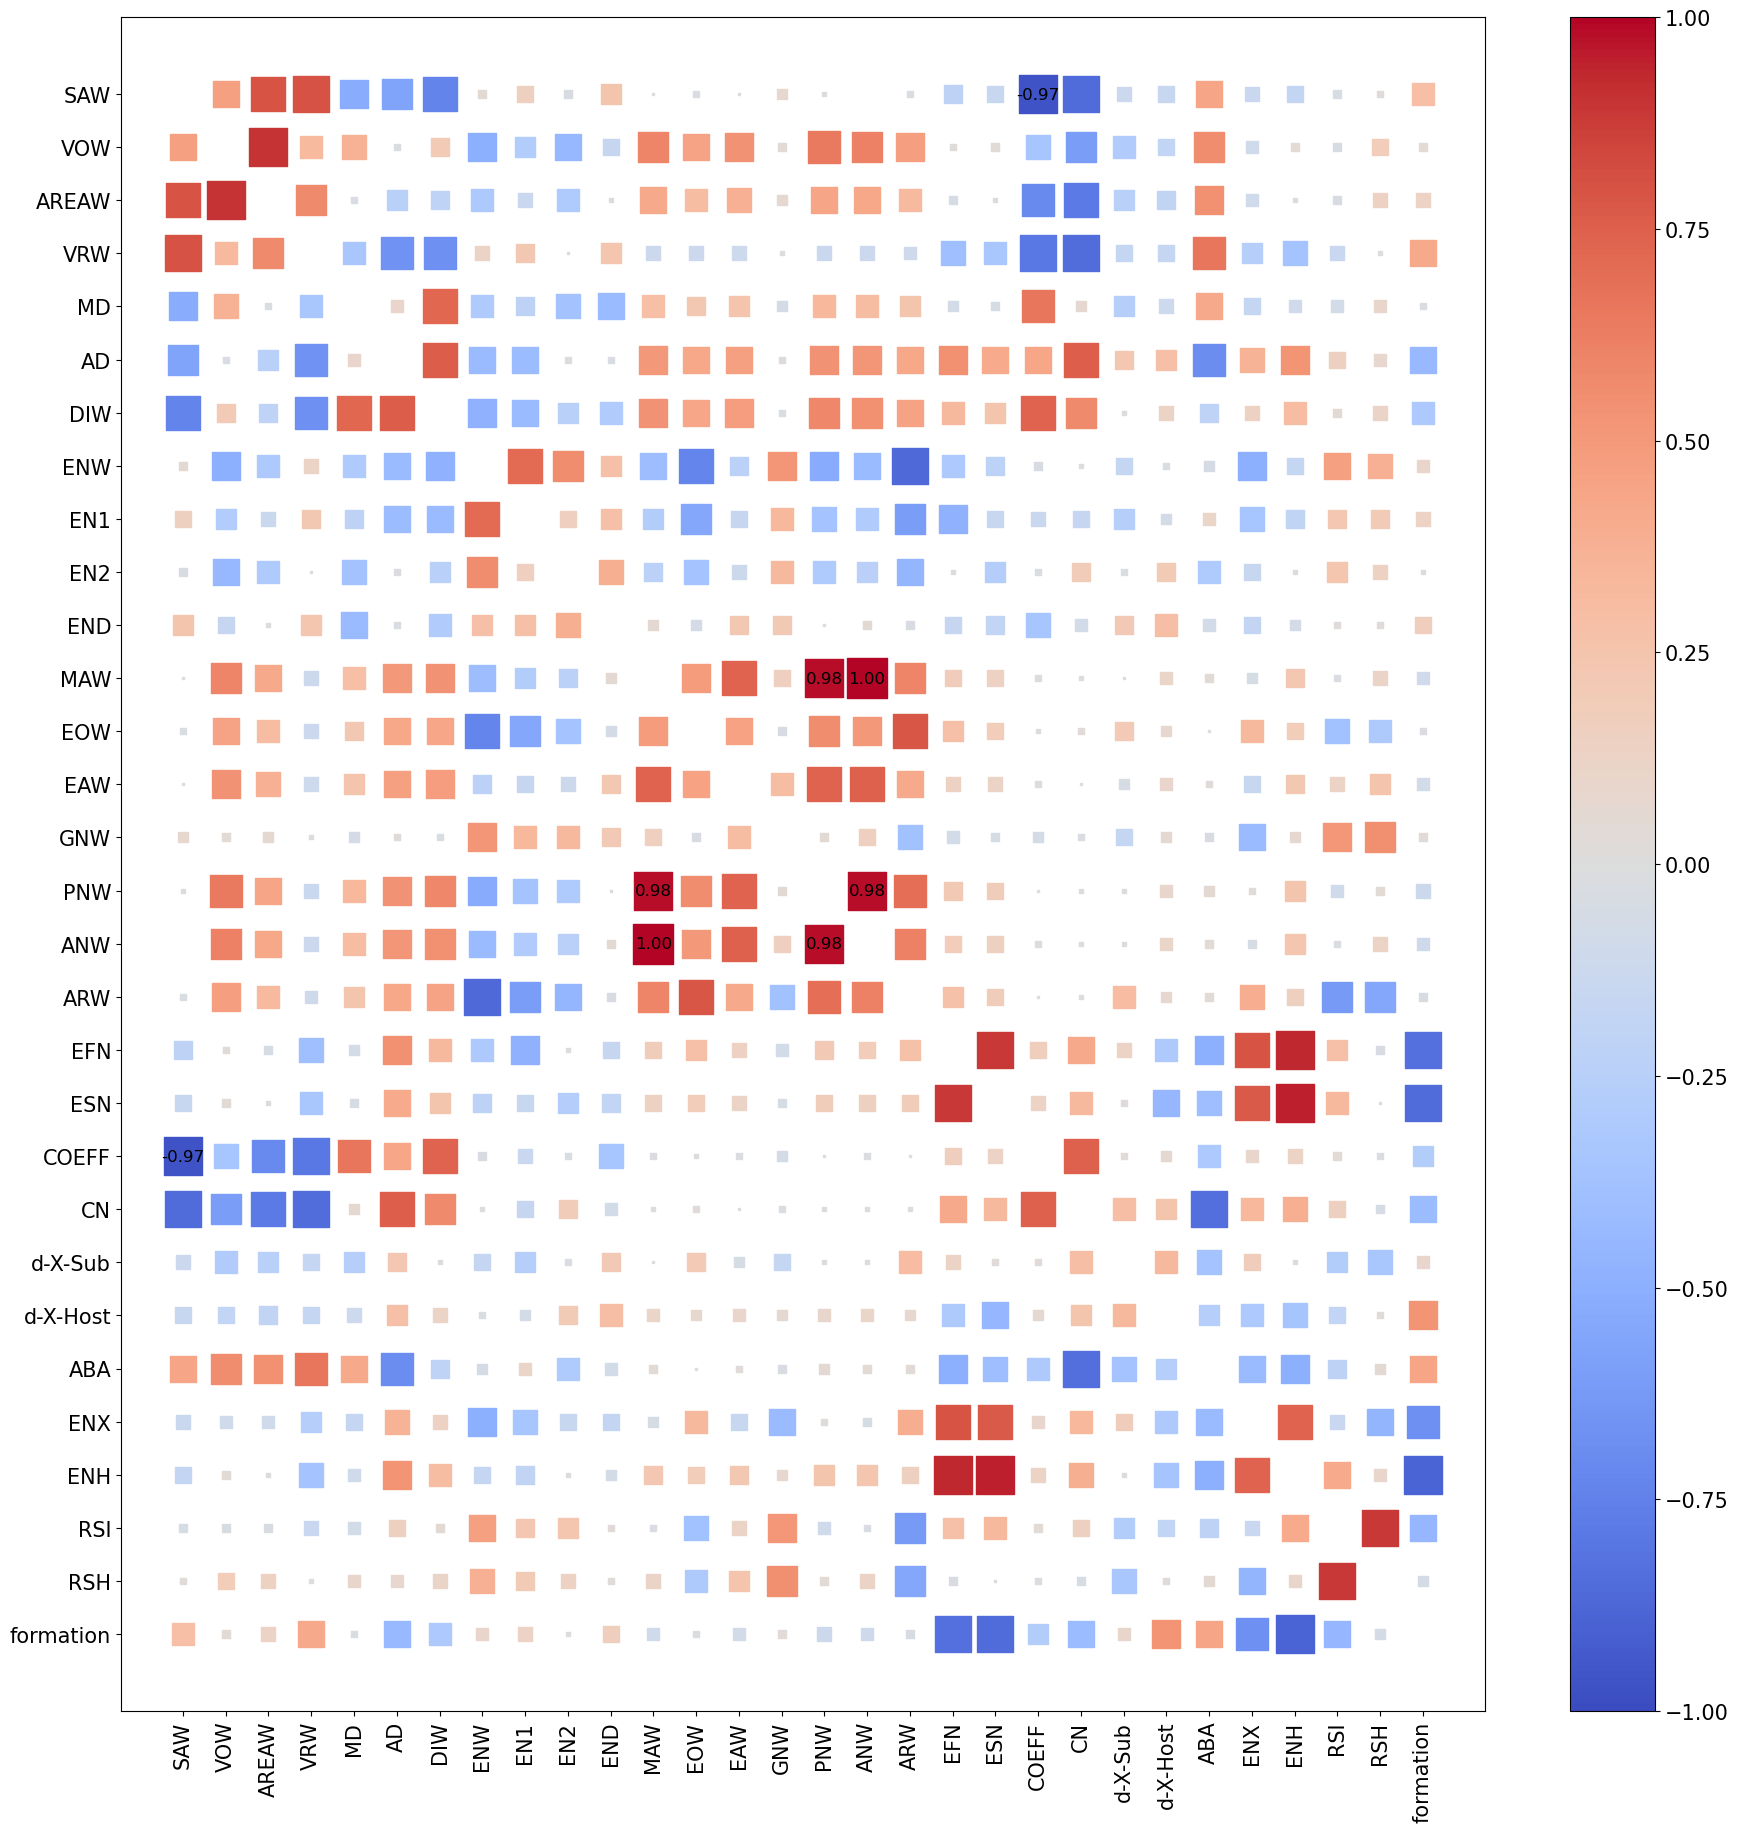 SAW
-0.97
VOW
AREAW
VRW
MD
AD
DIW
ENW
EN1
EN2
END
MAW
0.98 1.00
EOW
EAW
GNW
PNW
0.98 0.98
ANW
1.00 0.98
ARW
EFN
ESN
COEFF
-0.97
CN
d-X-Sub
d-X-Host
ABA
ENX
ENH
RSI
RSH
formation
SAW
VOW
AREAW
VRW
MD
AD
DIW
ENW
EN1
EN2
END
MAW
EOW
EAW
GNW
PNW
ANW
ARW
EFN
ESN
COEFF
CN
d-X-Sub
d-X-Host
ABA
ENX
ENH
RSI
RSH
formation
1.00
0.75
0.50
0.25
0.00
−0.25
−0.50
−0.75
−1.00